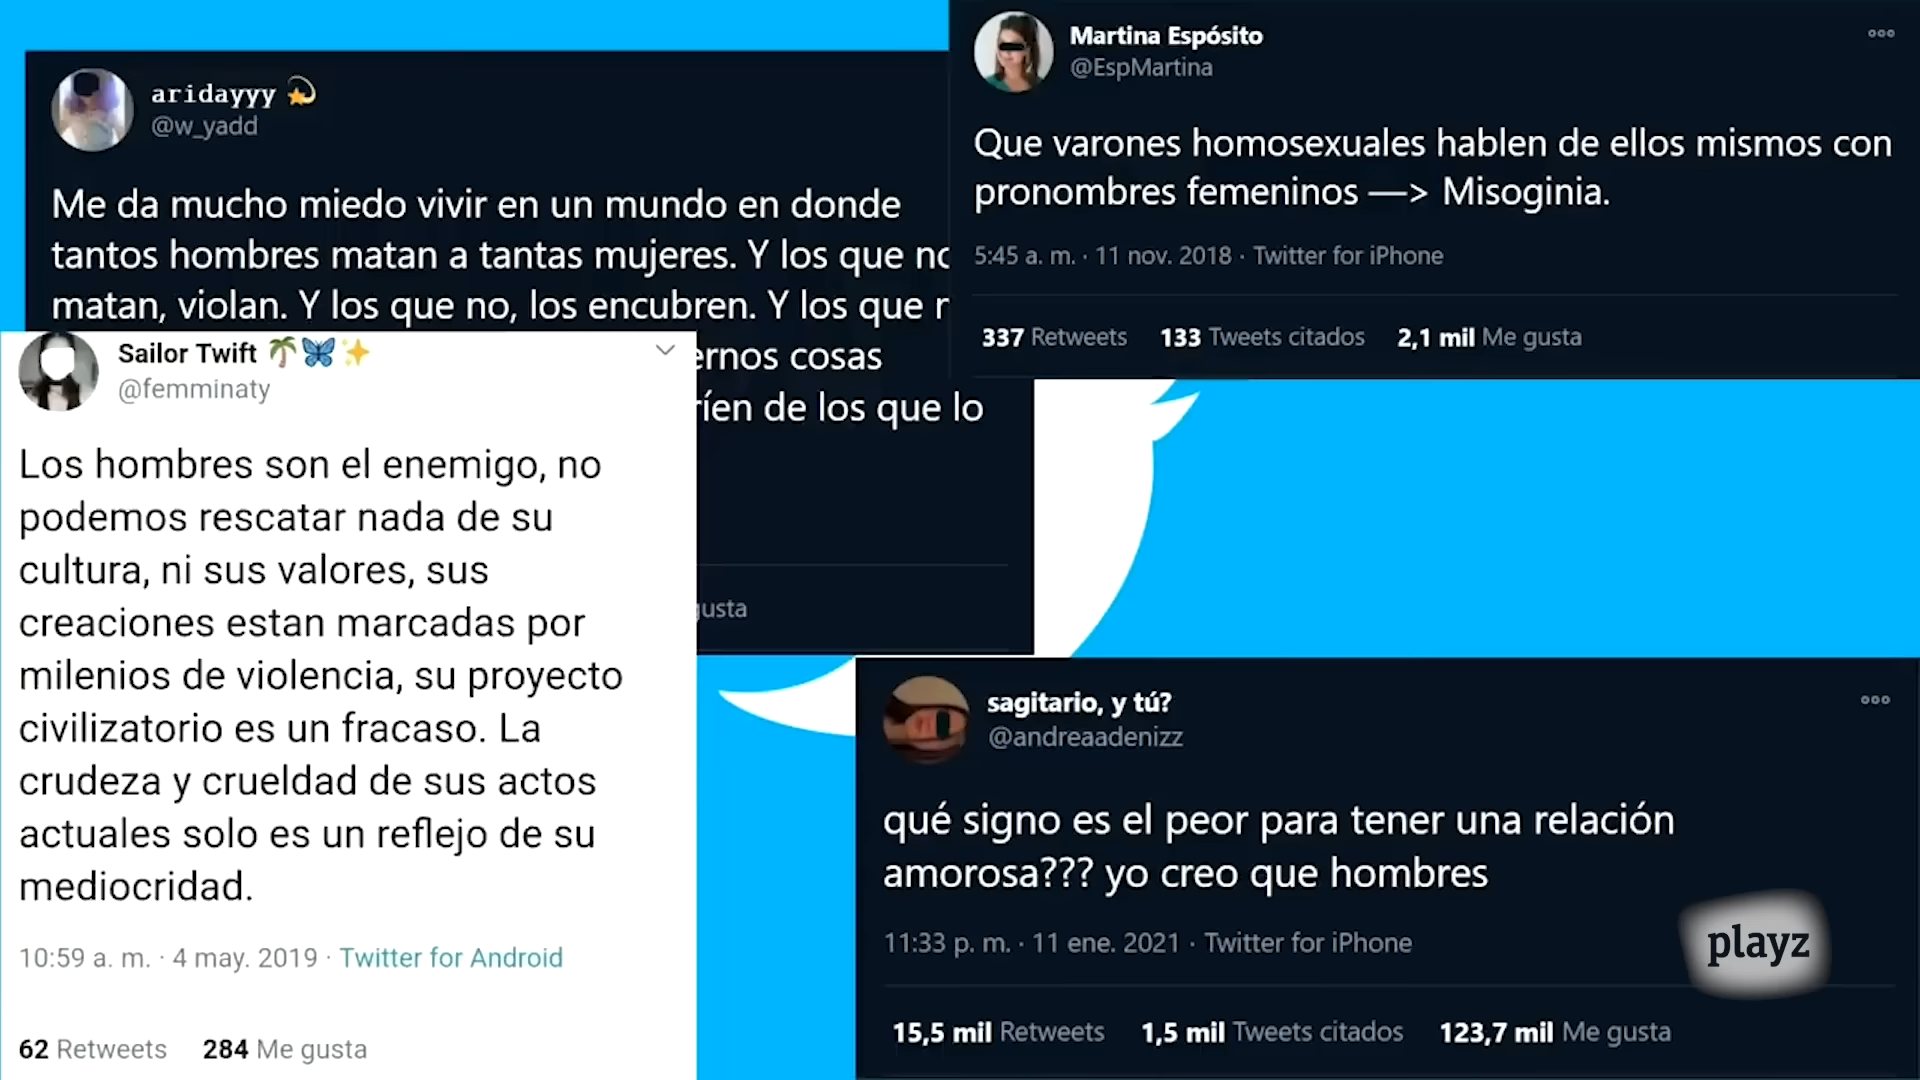 aridayyy
@w_yadd
Me da mucho miedo vivir en un mundo en donde
tantos hombres matan a tantas mujeres. Y los que
matan, violan. Y los que no, los encubren. Y los que
cosas
de los que lo
Martina Espósito
@EspMartina
Que varones homosexuales hablen de ellos mismos con
pronombres femeninos —> Misoginia.
5:45 a. m. · 11 nov. 2018 · Twitter for iPhone
337 Retweets 133 Tweets citados 2,1 mil Me gusta
Sailor Twift
@femminaty
Los hombres son el enemigo, no
podemos rescatar nada de su
cultura, ni sus valores, sus
creaciones estan marcadas por
milenios de violencia, su proyecto
civilizatorio es un fracaso. La
crudeza y crueldad de sus actos
actuales solo es un reflejo de su
mediocridad.
10:59 a. m. · 4 may. 2019 · Twitter for Android
62 Retweets 284 Me gusta
sagitario, y tú?
@andreaadenizz
qué signo es el peor para tener una relación
amorosa??? yo creo que hombres
11:33 p. m. · 11 ene. 2021 · Twitter for iPhone
15,5 mil Retweets 1,5 mil Tweets citados 123,7 mil Me gusta
playz